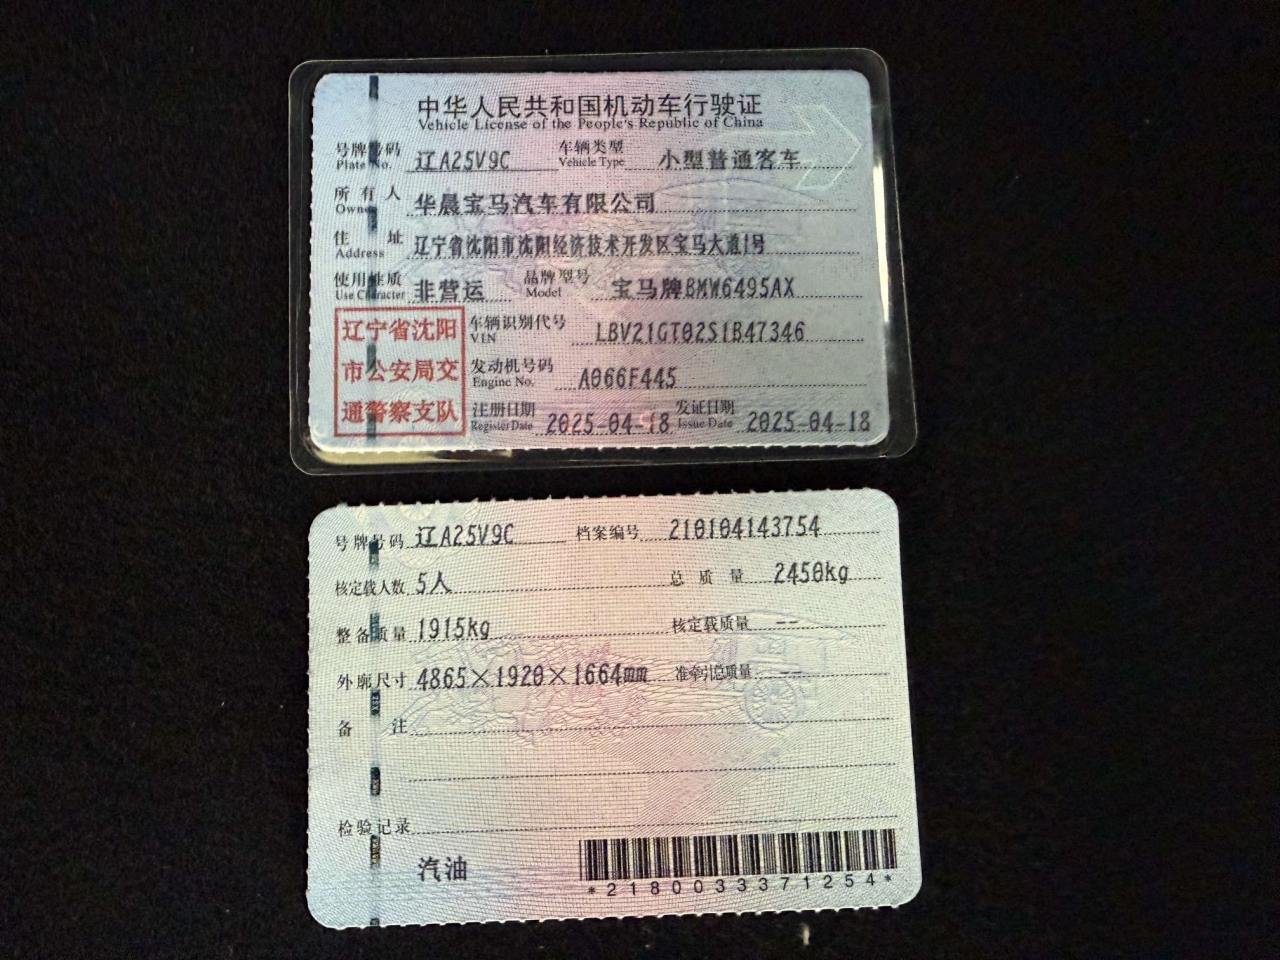 中华人民共和国机动车行驶证
Vehicle License of the People's Republic of China
号牌号码 辽A25V9C 车辆类型 小型普通客车
Plate No. Vehicle Type
所有人 华晨宝马汽车有限公司
Owner
住址 辽宁省沈阳市沈阳经济技术开发区宝马大道1号
Address
使用性质 非营运 品牌型号 宝马牌BMW6495AX
Use Character Model
辽宁省沈阳
市公安局交
通警察支队
车辆识别代号 LBV21GT02S1B47346
VIN
发动机号码 A066F445
Engine No.
注册日期 2025-04-18 发证日期 2025-04-18
Register Date Issue Date
号牌号码 辽A25V9C 档案编号 210104143754
核定载人数 5人 总质量 2450kg
整备质量 1915kg 核定载质量 --
外廓尺寸 4865×1920×1664mm 准牵引总质量 --
备注
检验记录
汽油
*2180033371254*